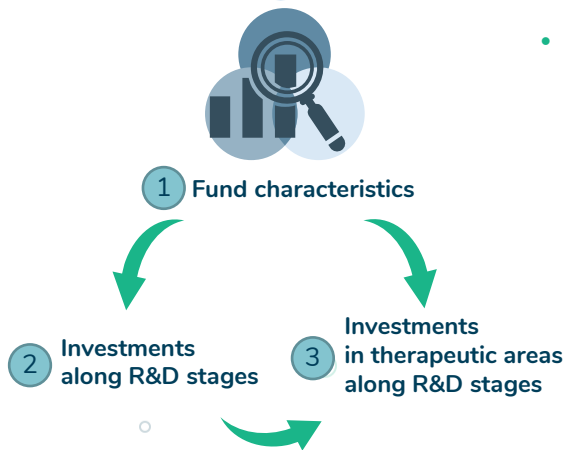 1 Fund characteristics
2 Investments
along R&D stages
3 Investments
in therapeutic areas
along R&D stages